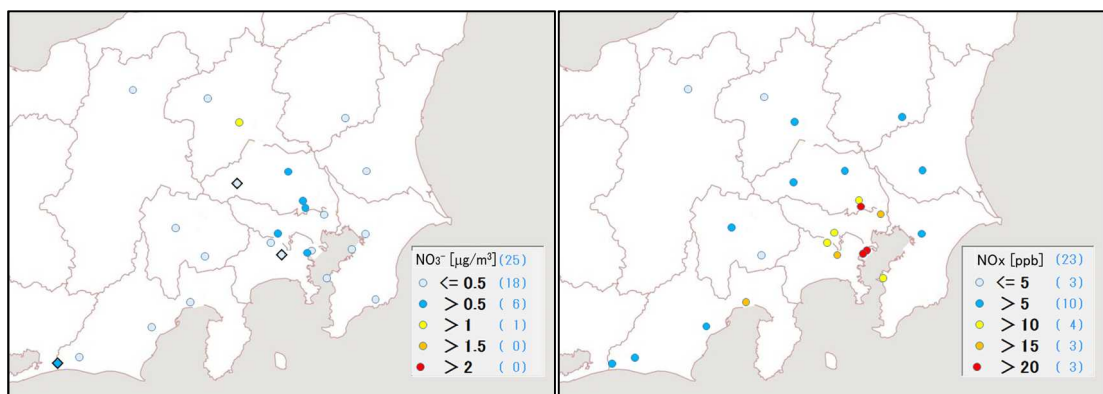 NO₃⁻ [μg/m³] (25)
<= 0.5 (18)
> 0.5 ( 6)
> 1 ( 1)
> 1.5 ( 0)
> 2 ( 0)
NOx [ppb] (23)
<= 5 ( 3)
> 5 (10)
> 10 ( 4)
> 15 ( 3)
> 20 ( 3)